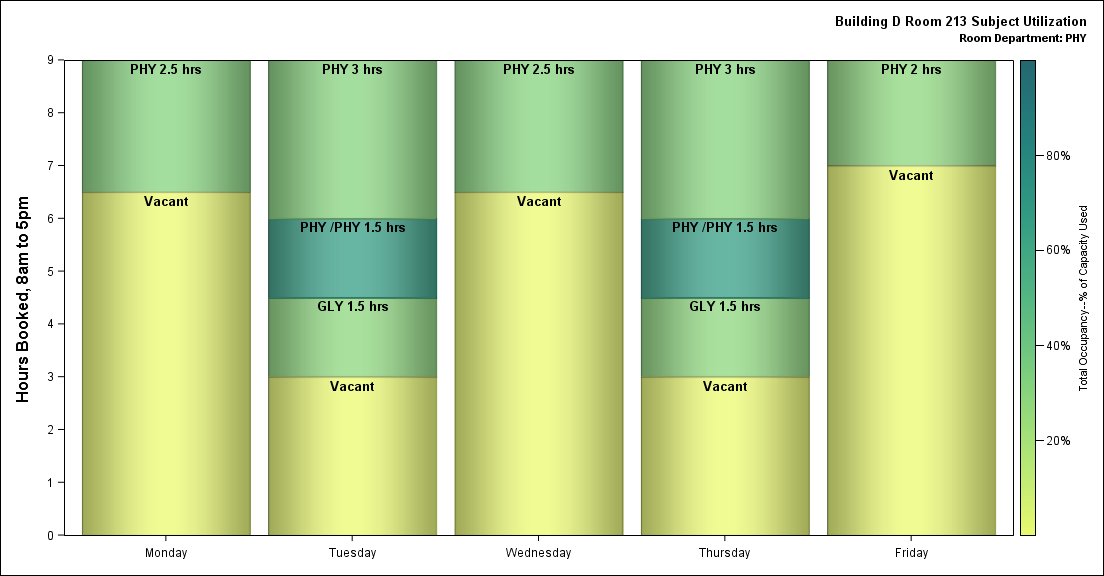 Building D Room 213 Subject Utilization
Room Department: PHY
Hours Booked, 8am to 5pm
9
8
7
6
5
4
3
2
1
0
PHY 2.5 hrs
Vacant
PHY 3 hrs
PHY /PHY 1.5 hrs
GLY 1.5 hrs
Vacant
PHY 2.5 hrs
Vacant
PHY 3 hrs
PHY /PHY 1.5 hrs
GLY 1.5 hrs
Vacant
PHY 2 hrs
Vacant
Monday
Tuesday
Wednesday
Thursday
Friday
80%
60%
40%
20%
Total Occupancy--% of Capacity Used